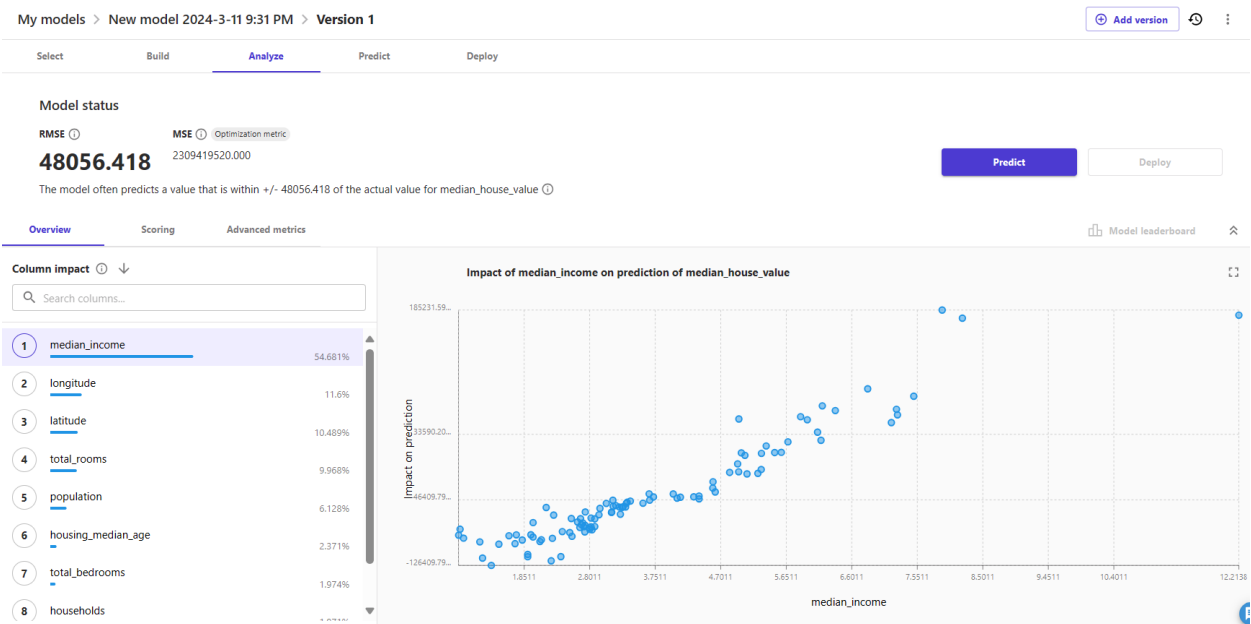 My models > New model 2024-3-11 9:31 PM > Version 1
Add version
Select Build Analyze Predict Deploy
Model status
RMSE MSE Optimization metric
48056.418 2309419520.000
Predict Deploy
The model often predicts a value that is within +/- 48056.418 of the actual value for median_house_value
Overview Scoring Advanced metrics
Model leaderboard
Column impact
Search columns...
1 median_income 54.681%
2 longitude 11.6%
3 latitude 10.489%
4 total_rooms 9.968%
5 population 6.128%
6 housing_median_age 2.371%
7 total_bedrooms 1.974%
8 households
Impact of median_income on prediction of median_house_value
185231.59...
33590.20...
-46409.79...
-126409.79...
Impact on prediction
1.8511 2.8011 3.7511 4.7011 5.6511 6.6011 7.5511 8.5011 9.4511 10.4011 12.2138
median_income